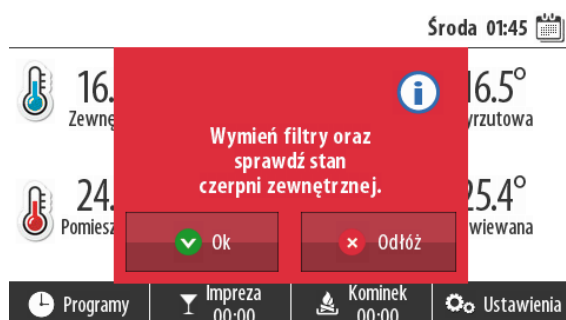 Środa 01:45
16.
16.5°
Zewnę
yrzutowa
Wymień filtry oraz
sprawdź stan
czerpni zewnętrznej.
24.
25.4°
Pomiesz
wiewana
Ok
Odłóż
Programy
Impreza
00:00
Kominek
00:00
Ustawienia